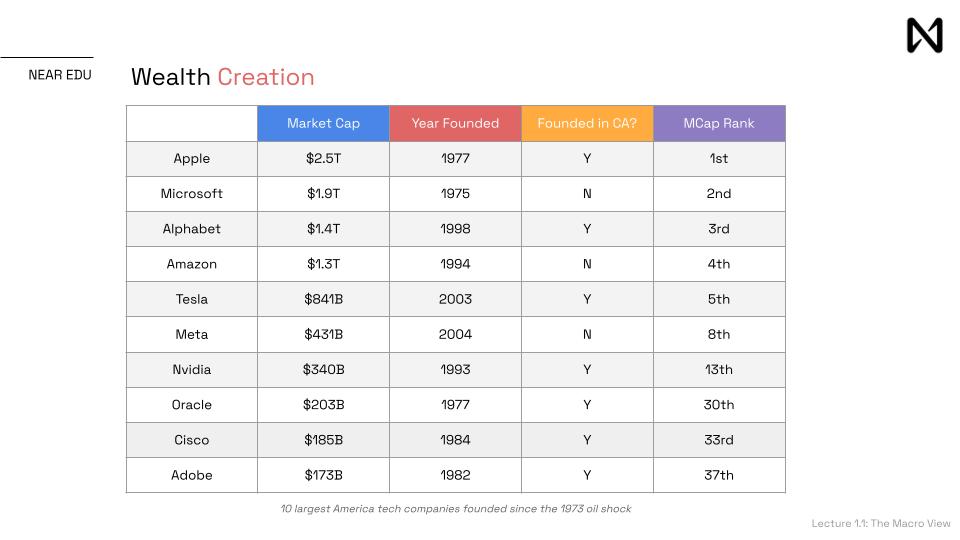 NEAR EDU
Wealth Creation
Market Cap Year Founded Founded in CA? MCap Rank
Apple $2.5T 1977 Y 1st
Microsoft $1.9T 1975 N 2nd
Alphabet $1.4T 1998 Y 3rd
Amazon $1.3T 1994 N 4th
Tesla $841B 2003 Y 5th
Meta $431B 2004 N 8th
Nvidia $340B 1993 Y 13th
Oracle $203B 1977 Y 30th
Cisco $185B 1984 Y 33rd
Adobe $173B 1982 Y 37th
10 largest America tech companies founded since the 1973 oil shock
Lecture 1.1: The Macro View